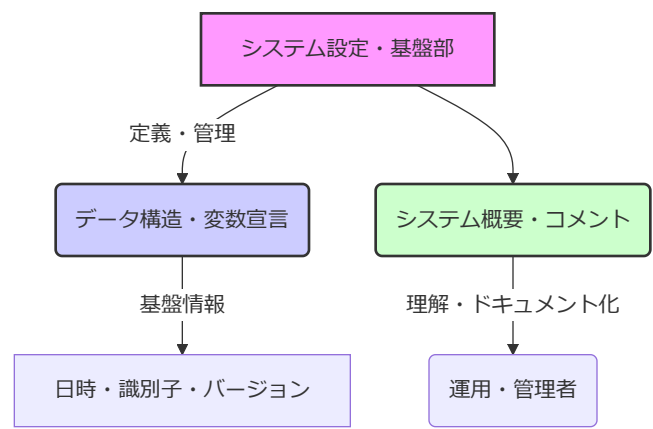 システム設定・基盤部
定義・管理
データ構造・変数宣言
システム概要・コメント
基盤情報
理解・ドキュメント化
日時・識別子・バージョン
運用・管理者